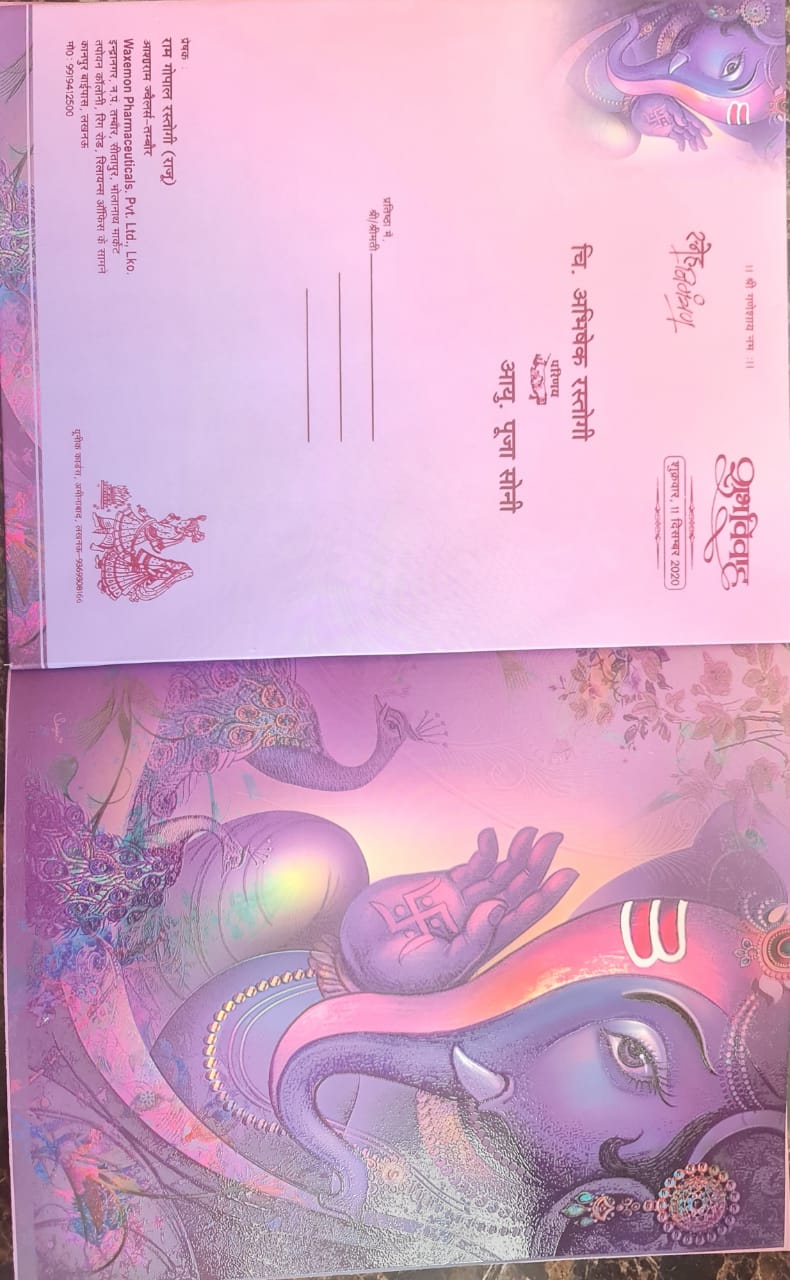 ।। श्री गणेशाय नमः ।।
शुभविवाह
स्नेह निमंत्रण
शुक्रवार, 11 दिसम्बर 2020
चि. अभिषेक रस्तोगी
परिणय
आयु. पूजा सोनी
प्रतिष्ठा में,
श्री/श्रीमती
प्रेषक :
राम गोपाल रस्तोगी (राजू)
आशाराम ज्वैलर्स-तम्बौर
Waxemon Pharmaceuticals. Pvt. Ltd., Lko.
इन्द्रानगर, न.पं. तम्बौर, सीतापुर, भोलानाथ मार्केट
तपोवन कॉलोनी, रिंग रोड, रिलायन्स ऑफिस के सामने
कानपुर बाईपास, लखनऊ
मो0: 9919412500
यूनीक कार्डस, अमीनाबाद, लखनऊ-9369308166